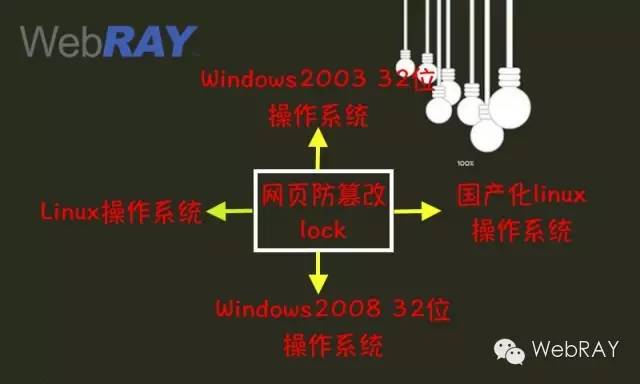 WebRAY
Windows2003 32位
操作系统
100%
Linux操作系统
网页防篡改
lock
国产化linux
操作系统
Windows2008 32位
操作系统
WebRAY